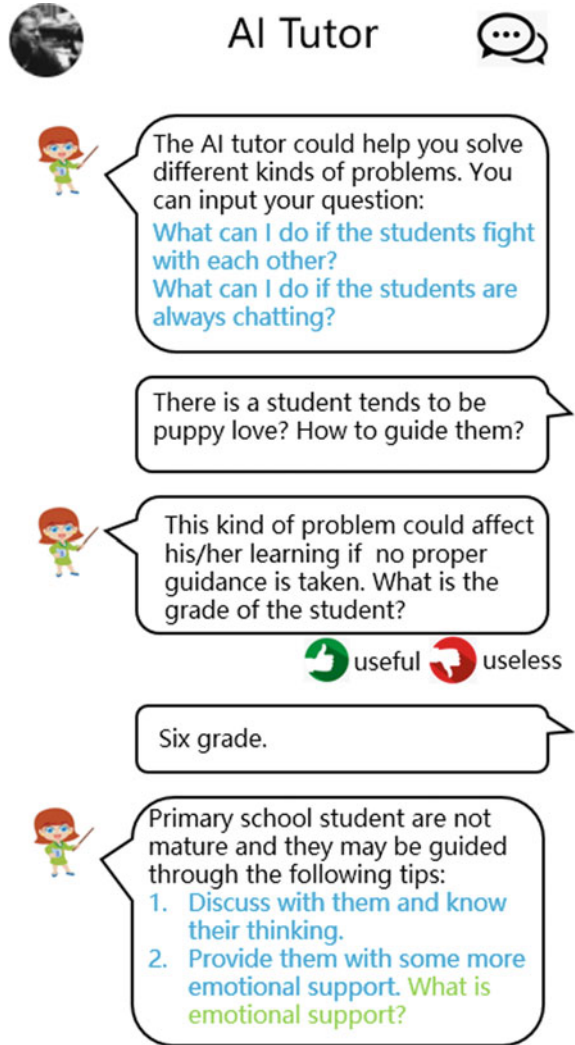 AI Tutor
The AI tutor could help you solve
different kinds of problems. You
can input your question:
What can I do if the students fight
with each other?
What can I do if the students are
always chatting?
There is a student tends to be
puppy love? How to guide them?
This kind of problem could affect
his/her learning if no proper
guidance is taken. What is the
grade of the student?
useful useless
Six grade.
Primary school student are not
mature and they may be guided
through the following tips:
1. Discuss with them and know
their thinking.
2. Provide them with some more
emotional support. What is
emotional support?